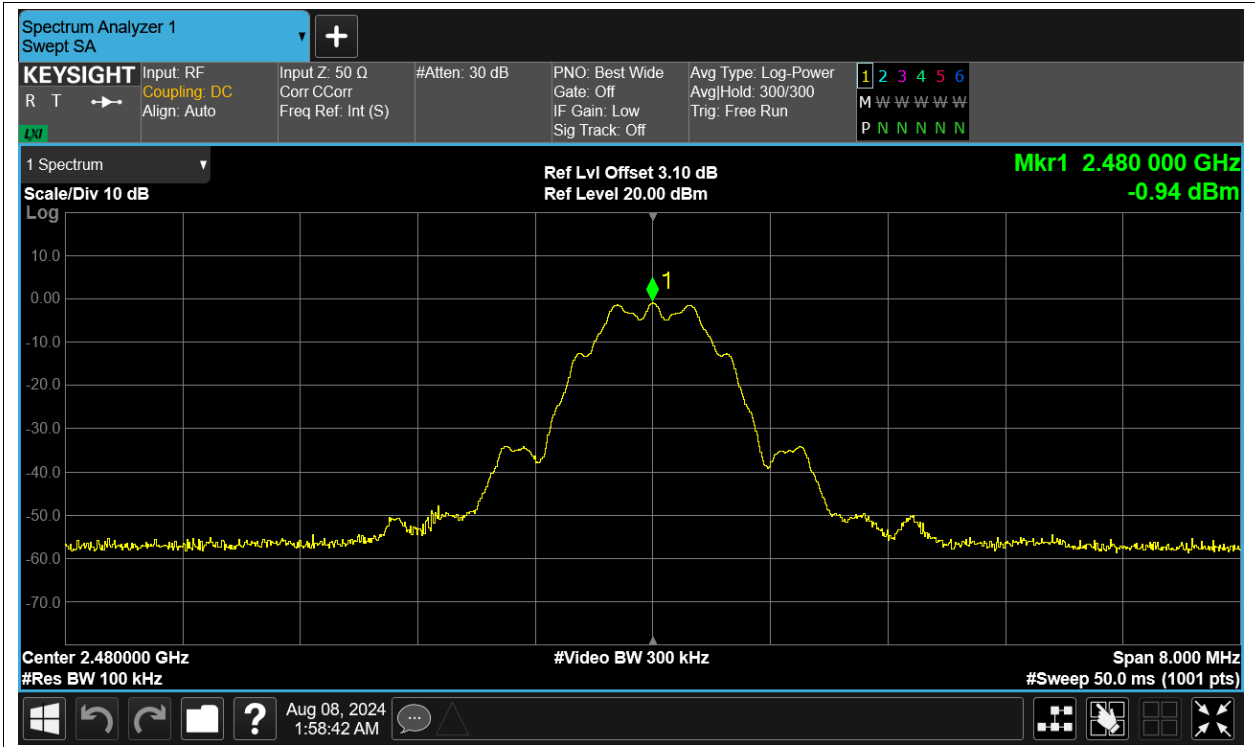 Spectrum Analyzer 1
Swept SA
KEYSIGHT
R T
LXI
Input: RF
Coupling: DC
Align: Auto
Input Z: 50 Ω
Corr CCorr
Freq Ref: Int (S)
#Atten: 30 dB
PNO: Best Wide
Gate: Off
IF Gain: Low
Sig Track: Off
Avg Type: Log-Power
Avg|Hold: 300/300
Trig: Free Run
1 2 3 4 5 6
M W W W W W
P N N N N N
1 Spectrum
Scale/Div 10 dB
Ref Lvl Offset 3.10 dB
Ref Level 20.00 dBm
Mkr1 2.480 000 GHz
-0.94 dBm
Log
10.0
0.00
-10.0
-20.0
-30.0
-40.0
-50.0
-60.0
-70.0
1
Center 2.480000 GHz
#Video BW 300 kHz
Span 8.000 MHz
#Res BW 100 kHz
#Sweep 50.0 ms (1001 pts)
?
Aug 08, 2024
1:58:42 AM